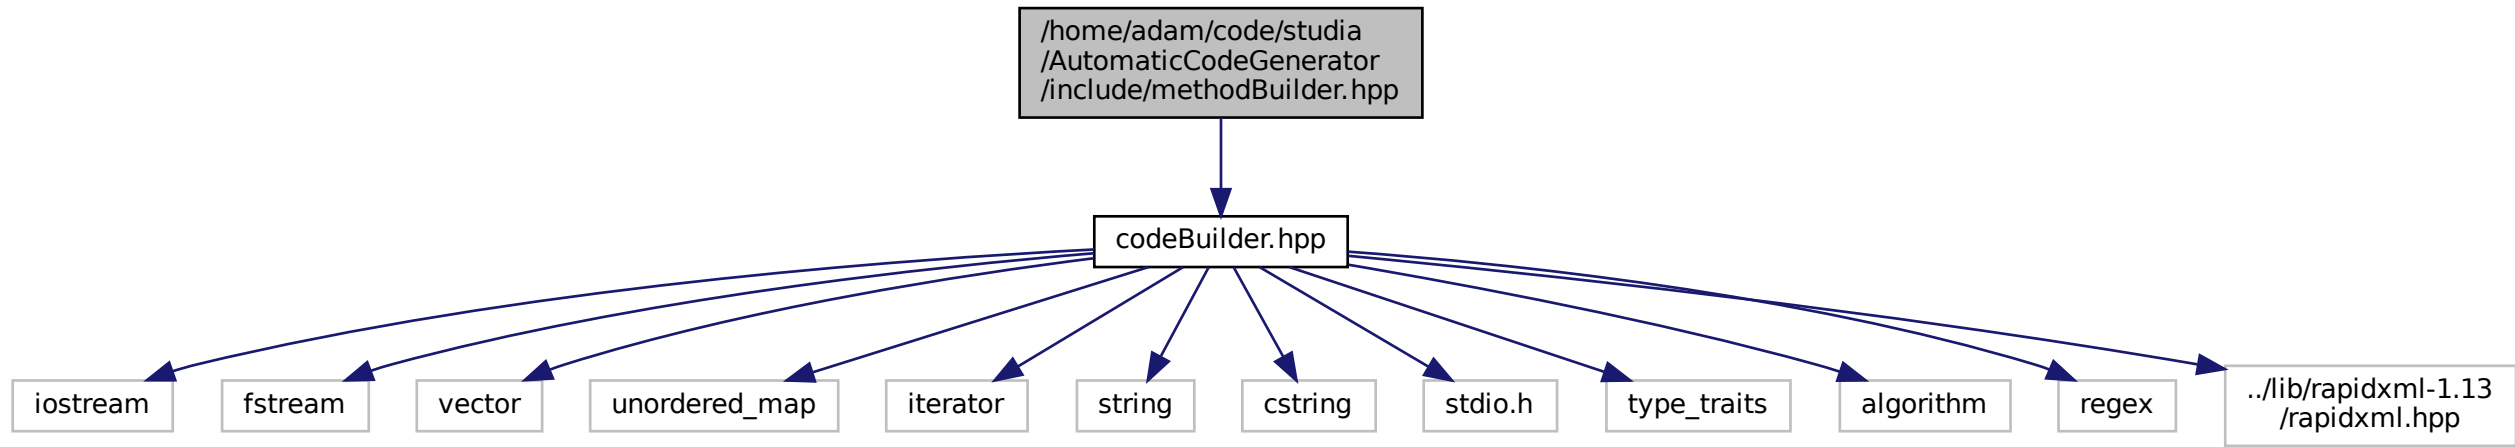 /home/adam/code/studia
/AutomaticCodeGenerator
/include/methodBuilder.hpp
codeBuilder.hpp
iostream
fstream
vector
unordered_map
iterator
string
cstring
stdio.h
type_traits
algorithm
regex
../lib/rapidxml-1.13
/rapidxml.hpp